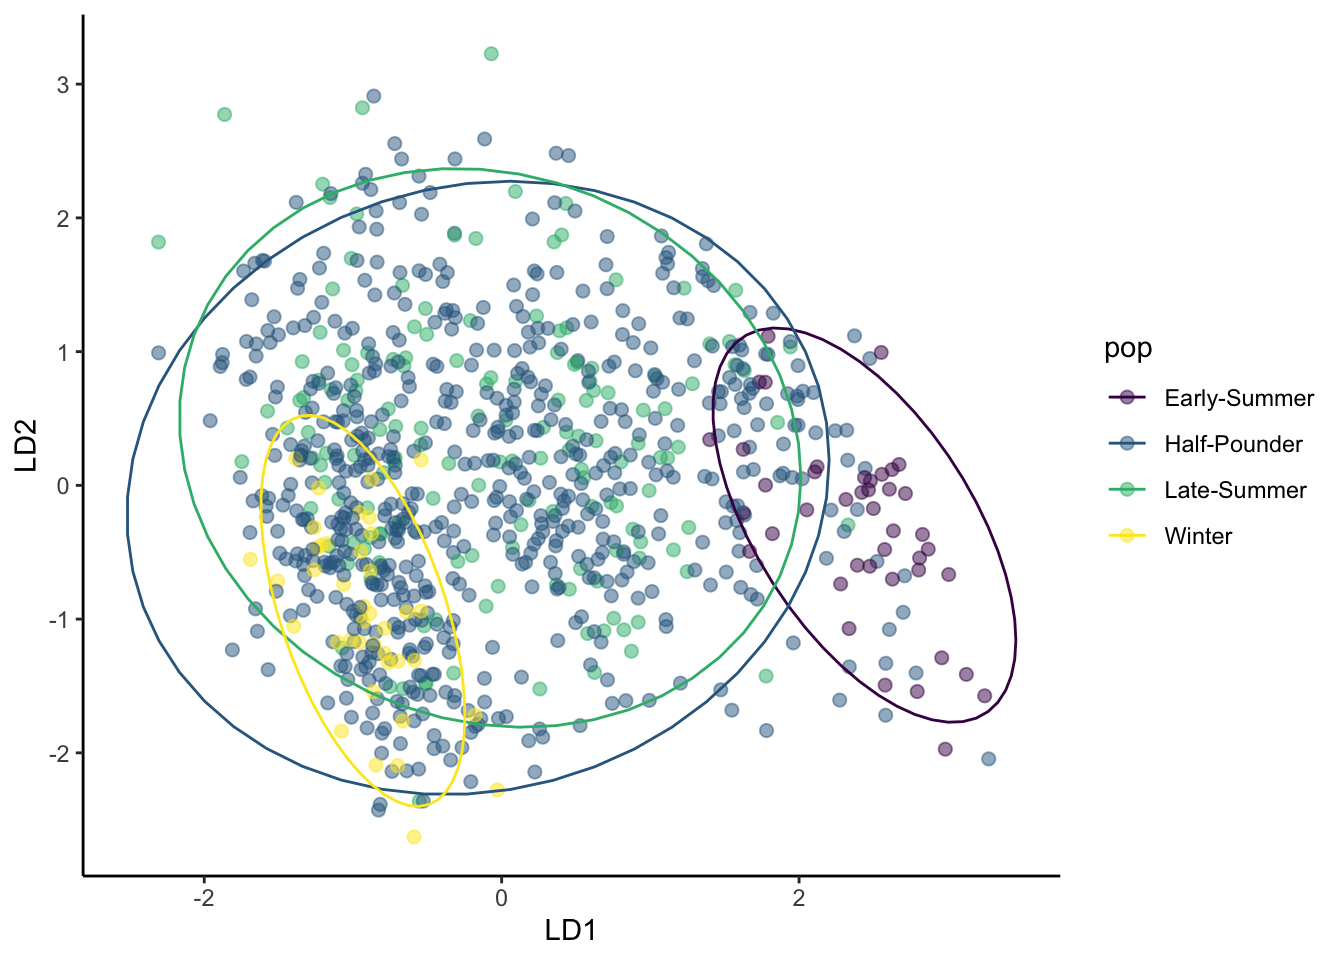 3
2
1
0
-1
-2
LD2
-2
0
2
LD1
pop
Early-Summer
Half-Pounder
Late-Summer
Winter